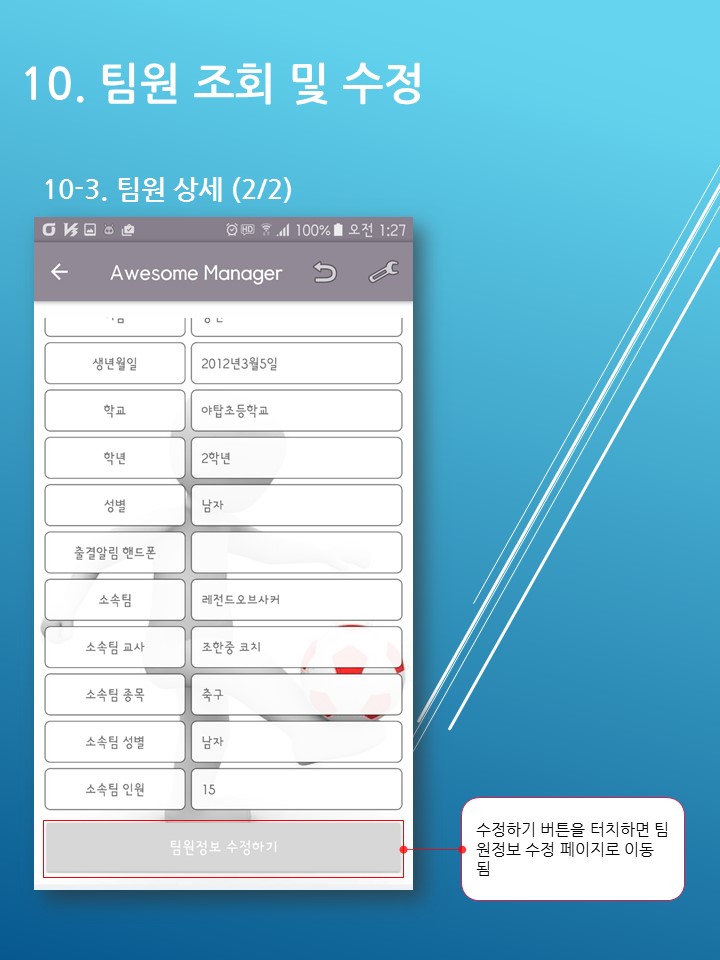 10. 팀원 조회 및 수정
10-3. 팀원 상세 (2/2)
HD 100% 오전 1:27
Awesome Manager
생년월일 2012년3월5일
학교 야탑초등학교
학년 2학년
성별 남자
출결알림 핸드폰
소속팀 레전드오브사커
소속팀 교사 조한중 코치
소속팀 종목 축구
소속팀 성별 남자
소속팀 인원 15
팀원정보 수정하기
수정하기 버튼을 터치하면 팀
원정보 수정 페이지로 이동
됨